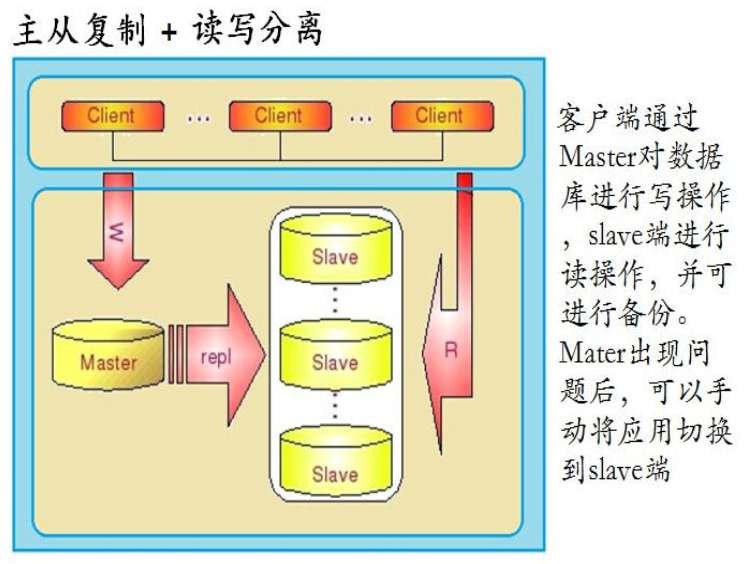 主从复制 + 读写分离
Client ... Client ... Client
W
Slave
Slave
Slave
Master
repl
R
客户端通过
Master对数据
库进行写操作
，slave端进行
读操作，并可
进行备份。
Mater出现问
题后，可以手
动将应用切换
到slave端